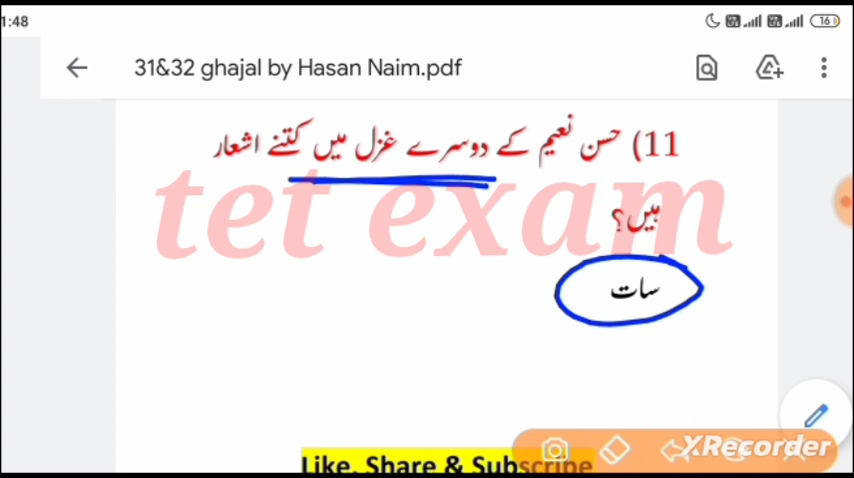 1:48
16
31&32 ghajal by Hasan Naim.pdf
11) حسن نعیم کے دوسرے غزل میں کتنے اشعار
ہیں؟
tet exam
سات
XRecorder
Like, Share & Subscribe